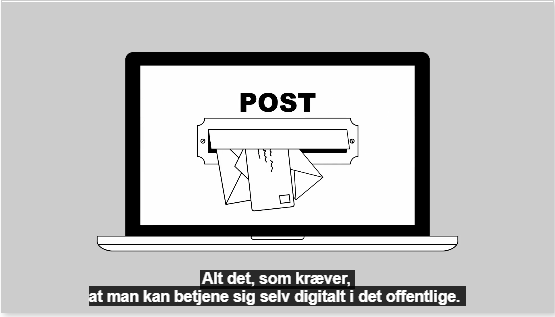 POST
Alt det, som kræver,
at man kan betjene sig selv digitalt i det offentlige.